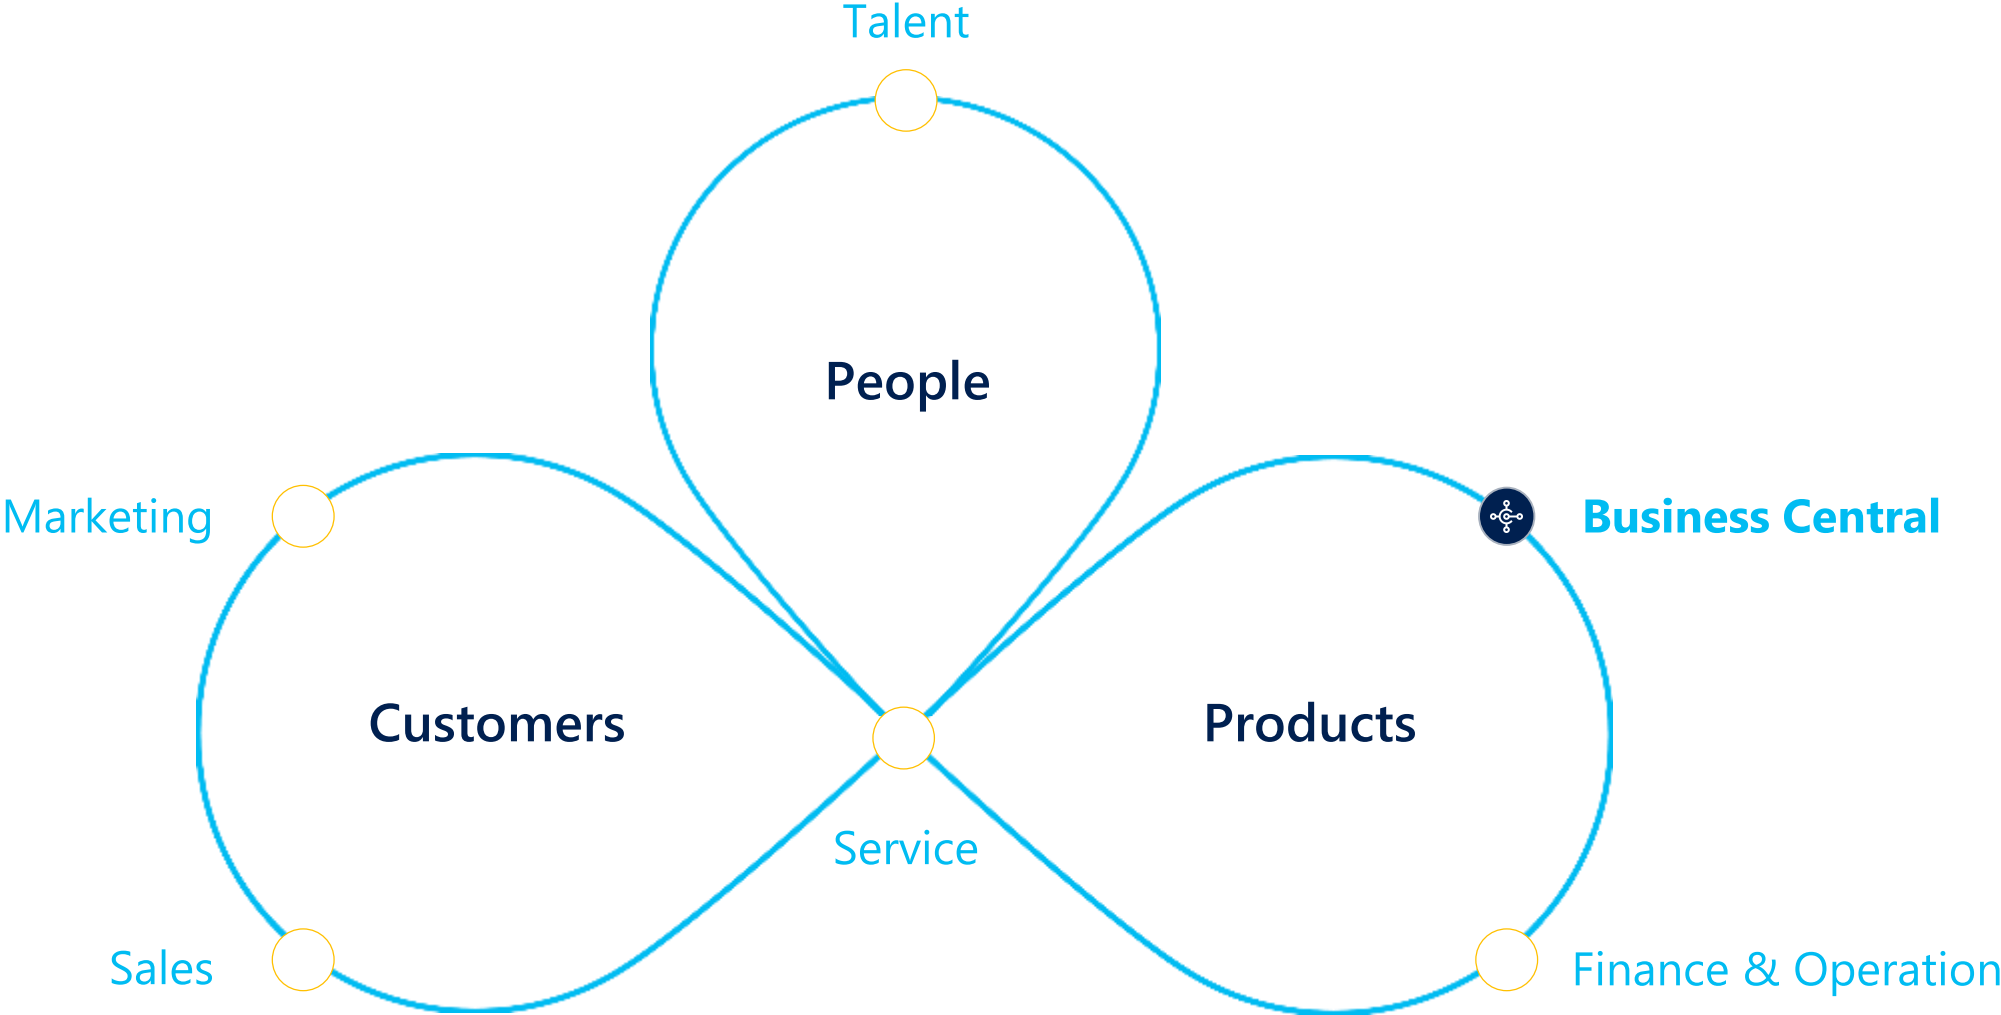 Talent
People
Marketing
Business Central
Customers
Products
Service
Sales
Finance & Operation